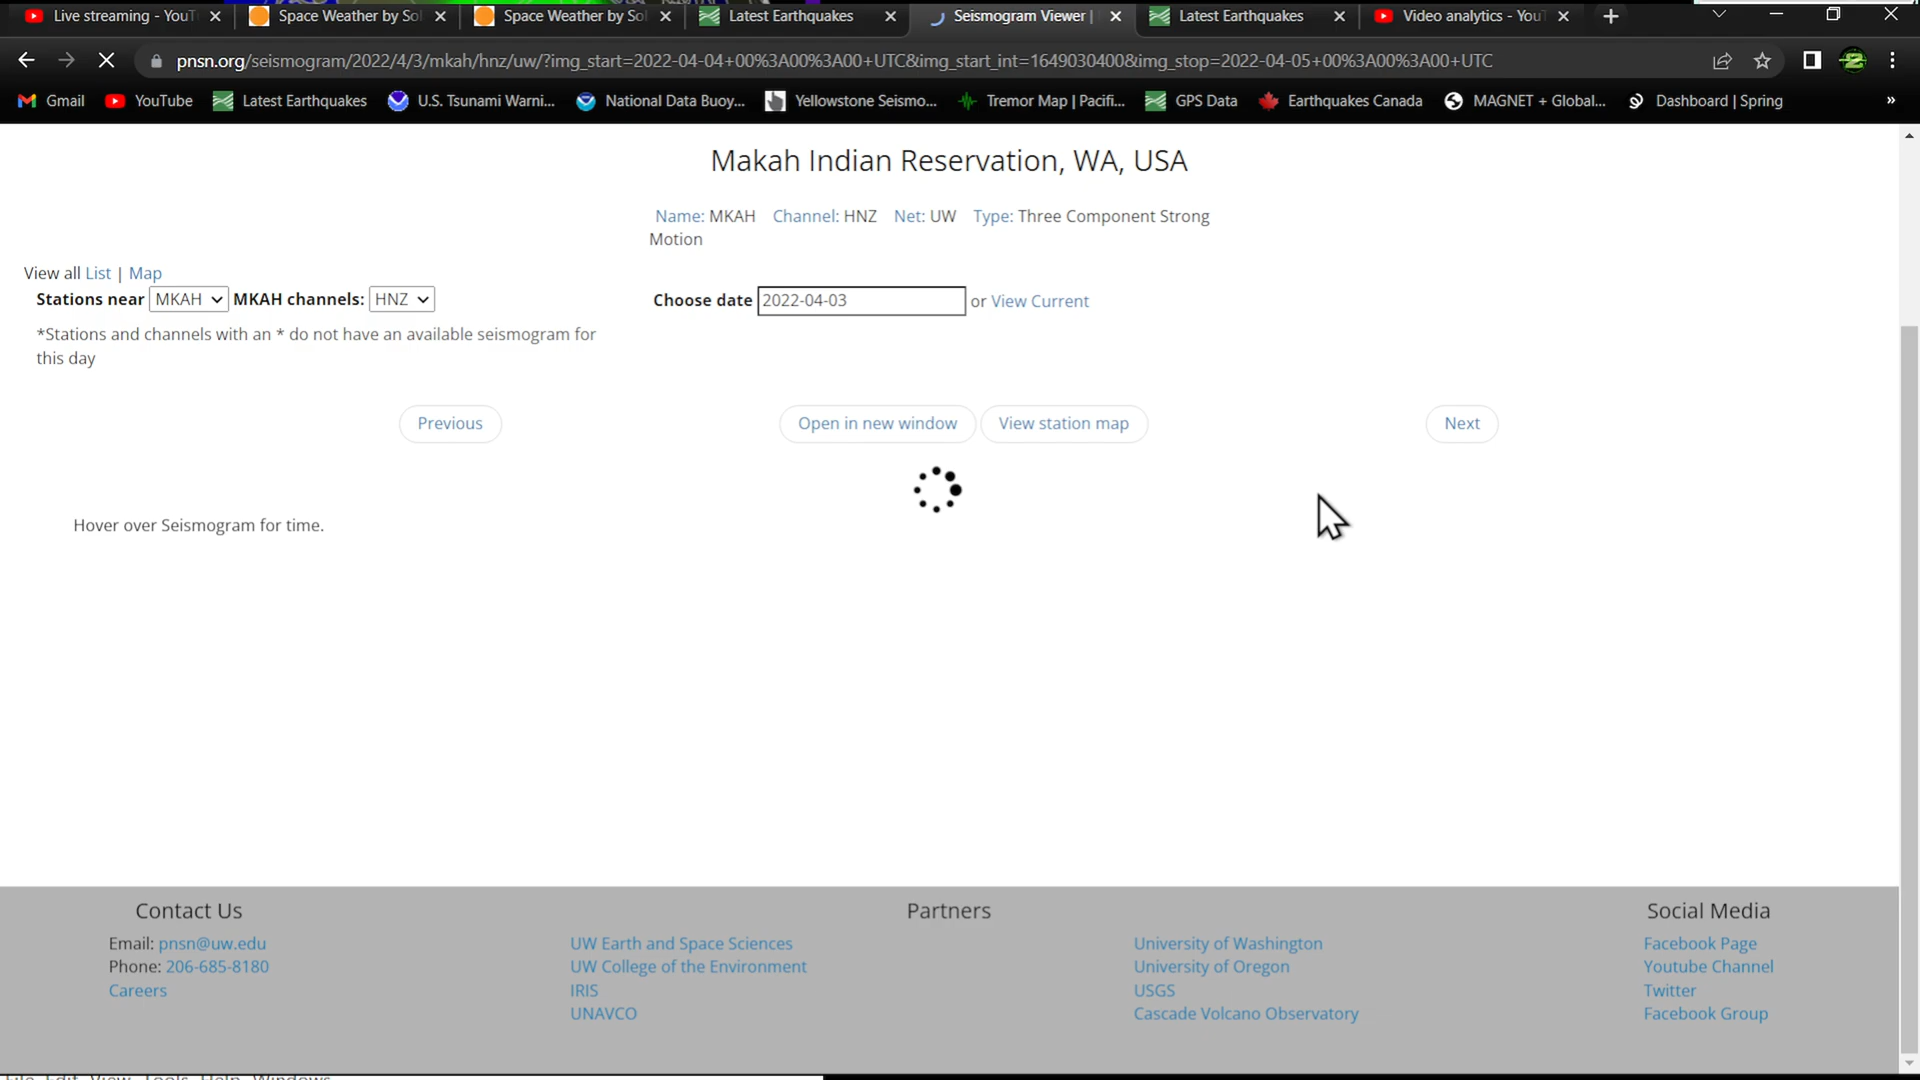 Live streaming - YouT
Space Weather by Sol
Space Weather by Sol
Latest Earthquakes
Seismogram Viewer |
Latest Earthquakes
Video analytics - YouT
pnsn.org/seismogram/2022/4/3/mkah/hnz/uw/?img_start=2022-04-04+00%3A00%3A00+UTC&img_start_int=1649030400&img_stop=2022-04-05+00%3A00%3A00+UTC
Gmail YouTube Latest Earthquakes U.S. Tsunami Warni... National Data Buoy... Yellowstone Seismo... Tremor Map | Pacifi... GPS Data Earthquakes Canada MAGNET + Global... Dashboard | Spring »
Makah Indian Reservation, WA, USA
Name: MKAH Channel: HNZ Net: UW Type: Three Component Strong
Motion
View all List | Map
Stations near MKAH MKAH channels: HNZ
Choose date 2022-04-03 or View Current
*Stations and channels with an * do not have an available seismogram for
this day
Previous
Open in new window
View station map
Next
Hover over Seismogram for time.
Contact Us
Email: pnsn@uw.edu
Phone: 206-685-8180
Careers
Partners
UW Earth and Space Sciences
UW College of the Environment
IRIS
UNAVCO
University of Washington
University of Oregon
USGS
Cascade Volcano Observatory
Social Media
Facebook Page
Youtube Channel
Twitter
Facebook Group
File Edit View Tools Help Windows